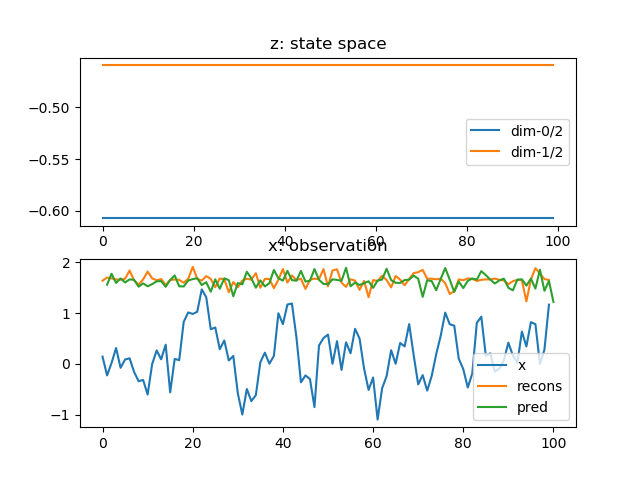 z: state space
−0.50
−0.55
−0.60
dim-0/2
dim-1/2
0 20 40 60 80 100
x: observation
2
1
0
−1
x
recons
pred
0 20 40 60 80 100